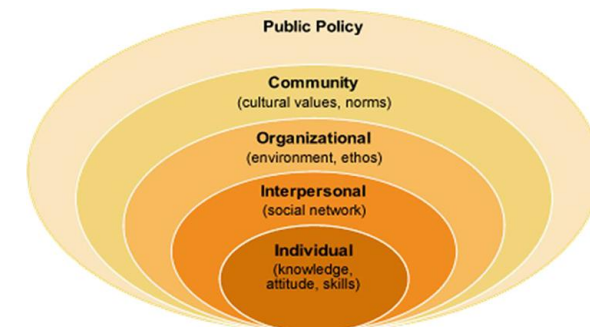 Public Policy
Community
(cultural values, norms)
Organizational
(environment, ethos)
Interpersonal
(social network)
Individual
(knowledge,
attitude, skills)